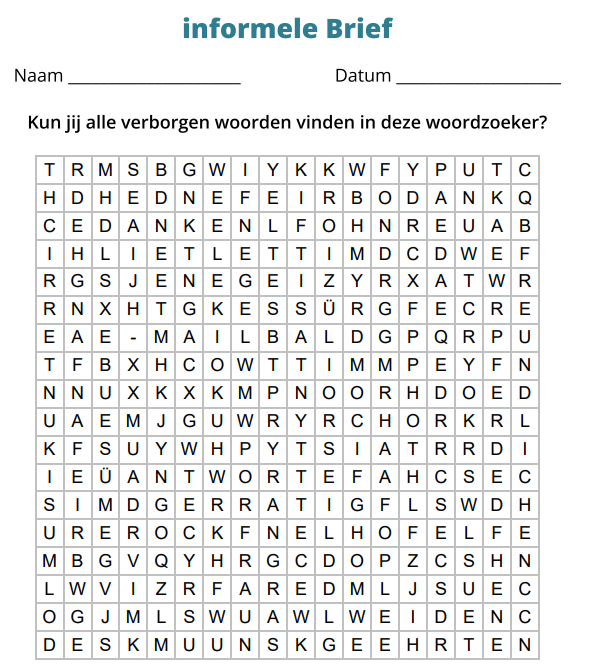 informele Brief
Naam ____________________ Datum ____________________
Kun jij alle verborgen woorden vinden in deze woordzoeker?
T R M S B G W I Y K K W F Y P U T C
H D H E D N E F E I R B O D A N K Q
C E D A N K E N L F O H N R E U A B
I H L I E T L E T T I M D C D W E F
R G S J E N E G E I Z Y R X A T W R
R N X H T G K E S S Ü R G F E C R E
E A E - M A I L B A L D G P Q R P U
T F B X H C O W T T I M M P E Y F N
N N U X K X K M P N O O R H D O E D
U A E M J G U W R Y R C H O R K R L
K F S U Y W H P Y T S I A T R R D I
I E Ü A N T W O R T E F A H C S E C
S I M D G E R R A T I G F L S W D H
U R E R O C K F N E L H O F E L F E
M B G V Q Y H R G C D O P Z C S H N
L W V I Z R F A R E D M L J S U E C
O G J M L S W U A W L W E I D E N C
D E S K M U U N S K G E E H R T E N